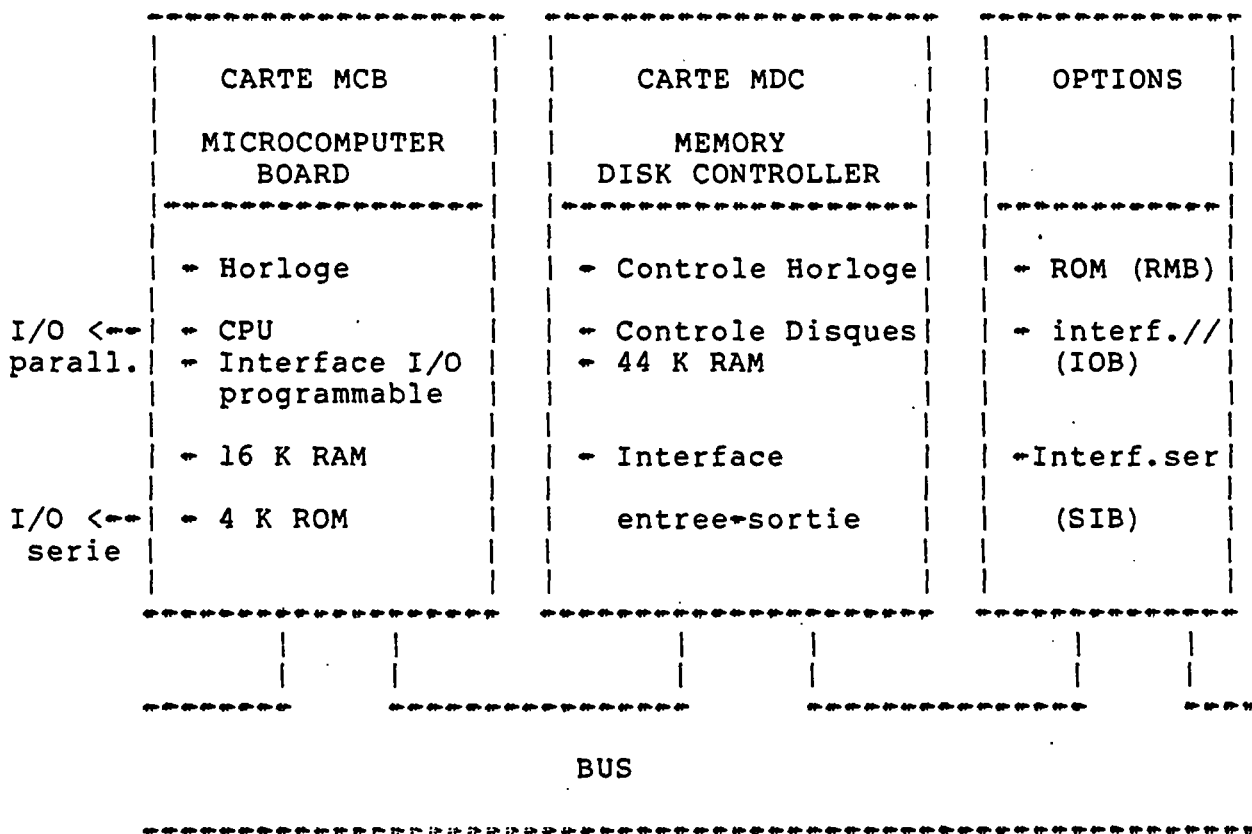 CARTE MCB
MICROCOMPUTER
BOARD
- Horloge
I/O <--
parall.
- CPU
- Interface I/O
programmable
- 16 K RAM
I/O <--
serie
- 4 K ROM
CARTE MDC
MEMORY
DISK CONTROLLER
- Controle Horloge
- Controle Disques
- 44 K RAM
- Interface
entree-sortie
OPTIONS
- ROM (RMB)
- interf.//
(IOB)
-Interf.ser
(SIB)
BUS